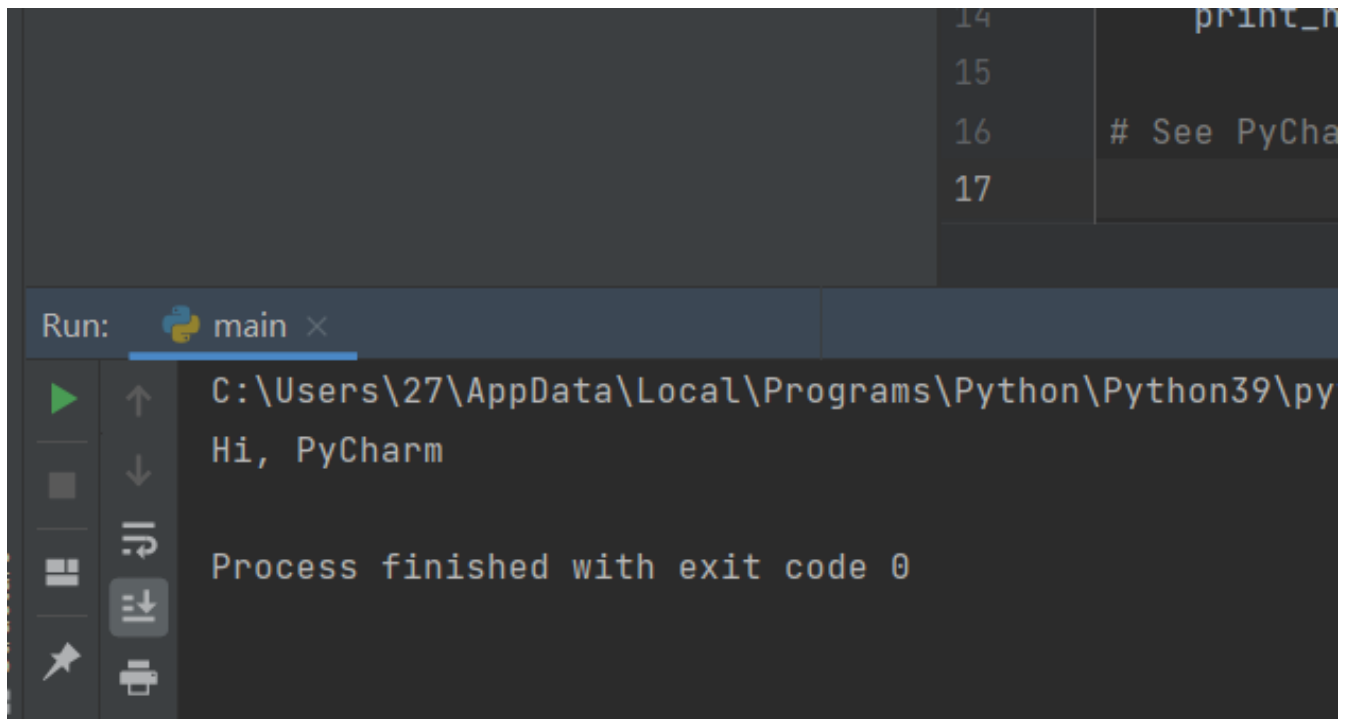 14
print_h
15
16 # See PyCha
17
Run: main
C:\Users\27\AppData\Local\Programs\Python\Python39\py
Hi, PyCharm
Process finished with exit code 0